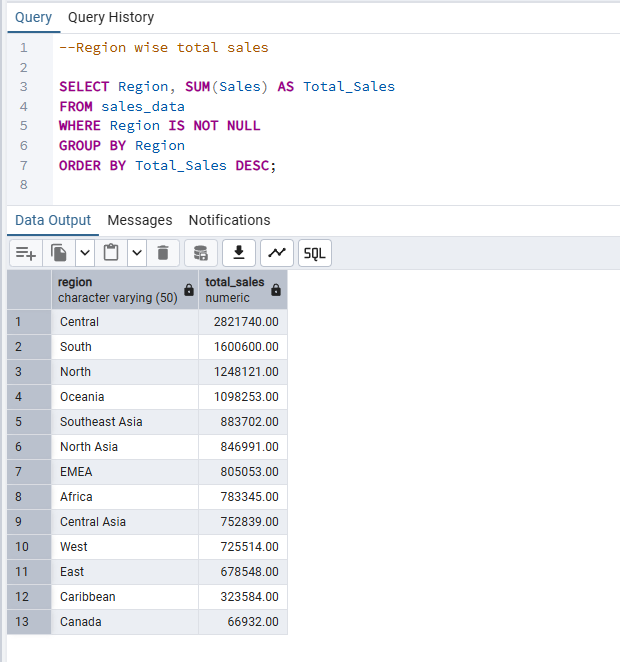 Query Query History
1 --Region wise total sales
2
3 SELECT Region, SUM(Sales) AS Total_Sales
4 FROM sales_data
5 WHERE Region IS NOT NULL
6 GROUP BY Region
7 ORDER BY Total_Sales DESC;
8
Data Output Messages Notifications
SQL
region total_sales
character varying (50) numeric
1 Central 2821740.00
2 South 1600600.00
3 North 1248121.00
4 Oceania 1098253.00
5 Southeast Asia 883702.00
6 North Asia 846991.00
7 EMEA 805053.00
8 Africa 783345.00
9 Central Asia 752839.00
10 West 725514.00
11 East 678548.00
12 Caribbean 323584.00
13 Canada 66932.00